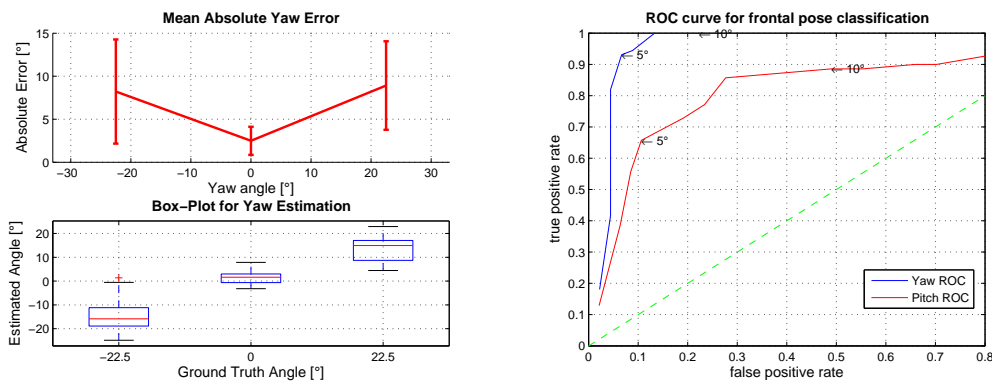 Mean Absolute Yaw Error
15
10
5
0
Absolute Error [°]
−30 −20 −10 0 10 20 30
Yaw angle [°]
Box−Plot for Yaw Estimation
20
10
0
−10
−20
Estimated Angle [°]
−22.5 0 22.5
Ground Truth Angle [°]
ROC curve for frontal pose classification
1
0.9
0.8
0.7
0.6
0.5
0.4
0.3
0.2
0.1
0
true positive rate
← 10°
← 5°
← 10°
← 5°
Yaw ROC
Pitch ROC
0 0.1 0.2 0.3 0.4 0.5 0.6 0.7 0.8
false positive rate